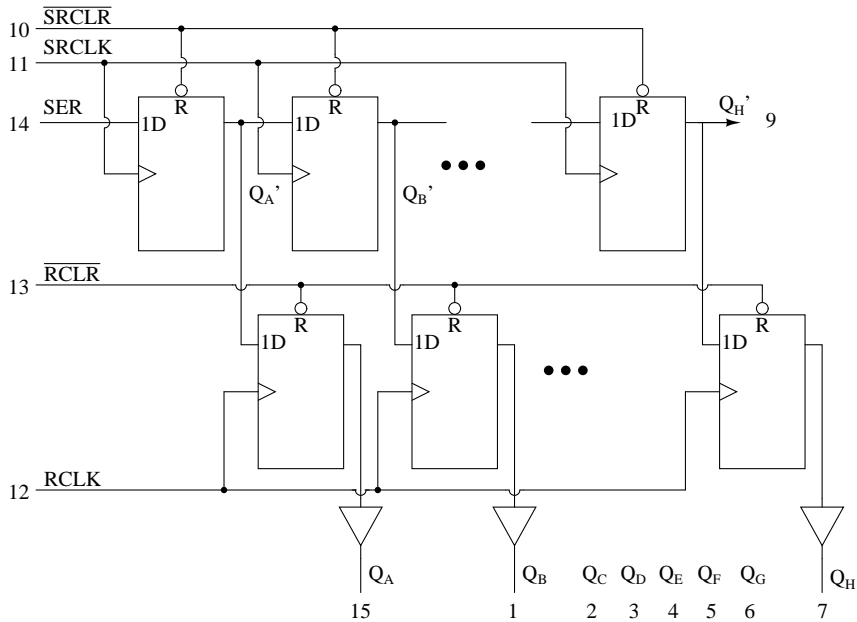 10 SRCLR
11 SRCLK
R R R
14 SER 1D 1D 1D Q_H’ 9
Q_A’ Q_B’
13 RCLR
R R R
1D 1D 1D
12 RCLK
Q_A Q_B Q_C Q_D Q_E Q_F Q_G Q_H
15 1 2 3 4 5 6 7